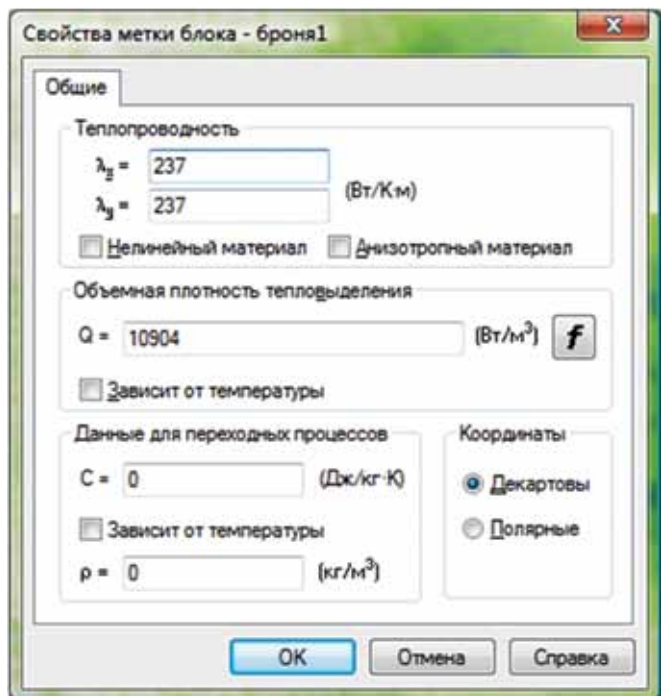 Свойства метки блока - броня1
Общие
Теплопроводность
λx = 237
λy = 237
(Вт/К·м)
Нелинейный материал Анизотропный материал
Объемная плотность тепловыделения
Q = 10904 (Вт/м³) f
Зависит от температуры
Данные для переходных процессов
C = 0 (Дж/кг·К)
Зависит от температуры
ρ = 0 (кг/м³)
Координаты
Декартовы
Полярные
OK Отмена Справка